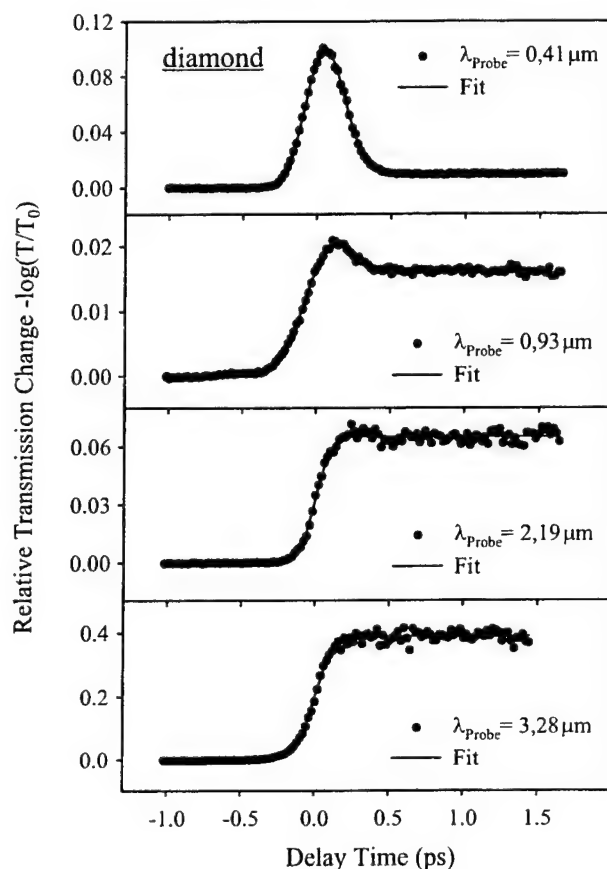 Relative Transmission Change -log(T/T₀)
0.12
diamond
λProbe= 0,41 μm
Fit
0.08
0.04
0.00
0.02
0.01
λProbe= 0,93 μm
0.00
Fit
0.06
0.03
λProbe= 2,19 μm
0.00
Fit
0.4
0.2
λProbe= 3,28 μm
0.0
Fit
-1.0 -0.5 0.0 0.5 1.0 1.5
Delay Time (ps)